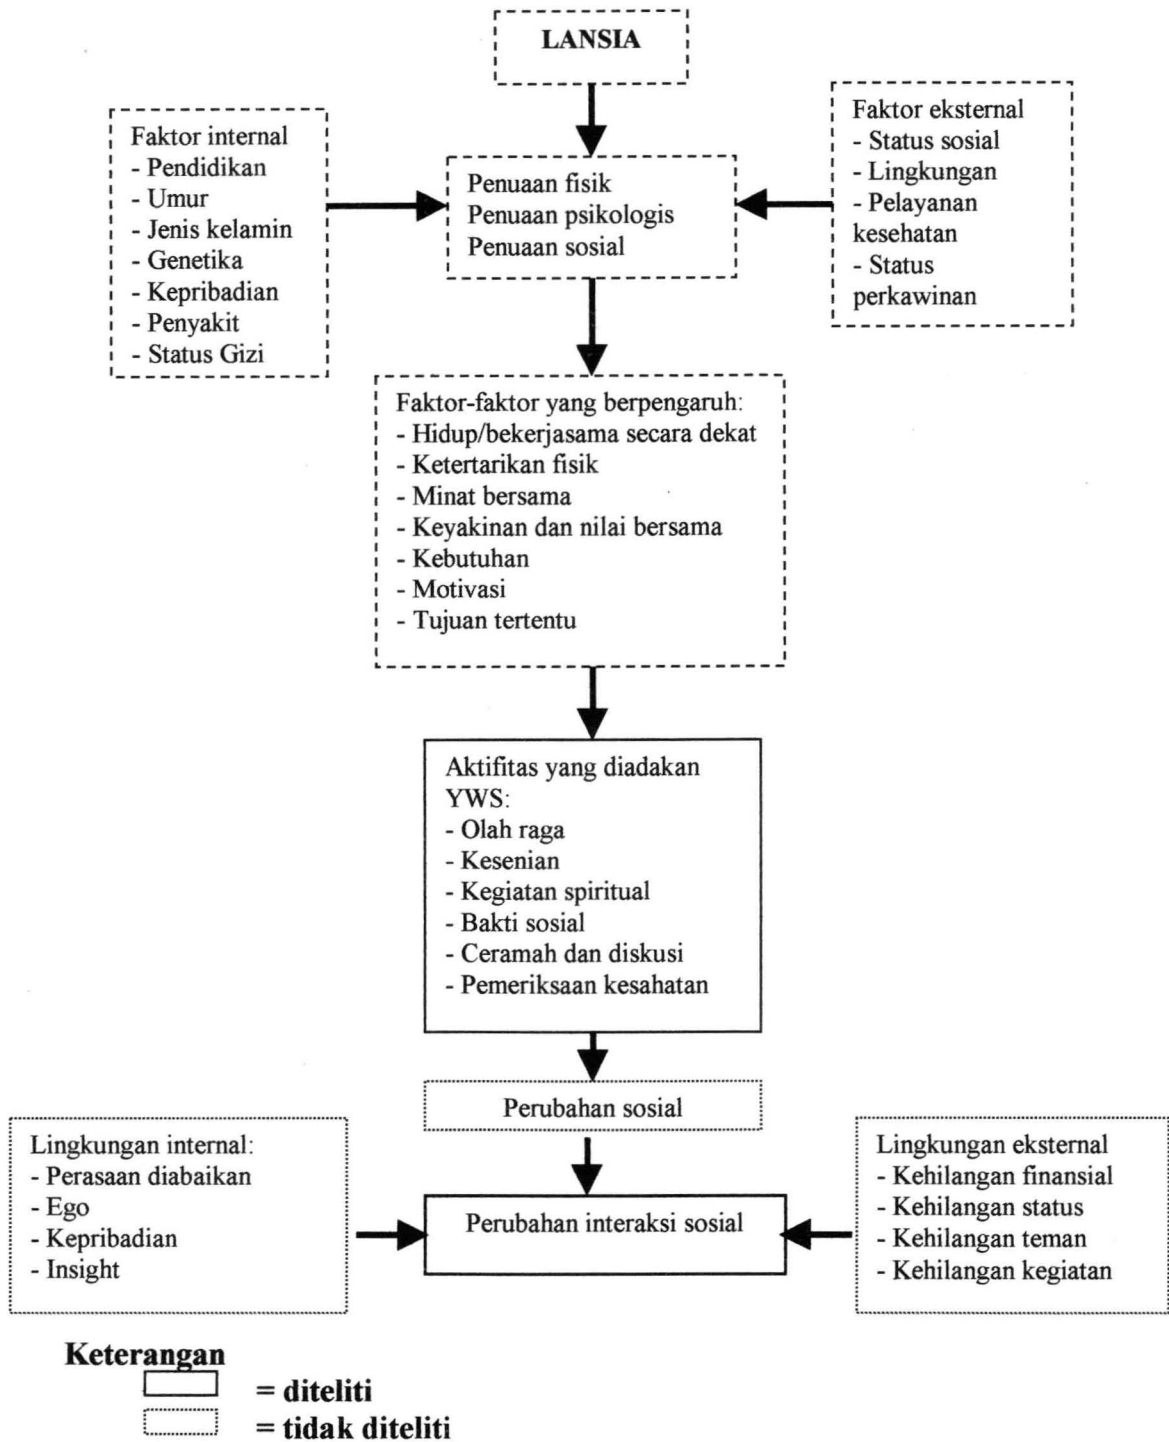 LANSIA
Faktor internal
- Pendidikan
- Umur
- Jenis kelamin
- Genetika
- Kepribadian
- Penyakit
- Status Gizi
Penuaan fisik
Penuaan psikologis
Penuaan sosial
Faktor eksternal
- Status sosial
- Lingkungan
- Pelayanan
kesehatan
- Status
perkawinan
Faktor-faktor yang berpengaruh:
- Hidup/bekerjasama secara dekat
- Ketertarikan fisik
- Minat bersama
- Keyakinan dan nilai bersama
- Kebutuhan
- Motivasi
- Tujuan tertentu
Aktifitas yang diadakan
YWS:
- Olah raga
- Kesenian
- Kegiatan spiritual
- Bakti sosial
- Ceramah dan diskusi
- Pemeriksaan kesahatan
Perubahan sosial
Lingkungan internal:
- Perasaan diabaikan
- Ego
- Kepribadian
- Insight
Perubahan interaksi sosial
Lingkungan eksternal
- Kehilangan finansial
- Kehilangan status
- Kehilangan teman
- Kehilangan kegiatan
Keterangan
= diteliti
= tidak diteliti